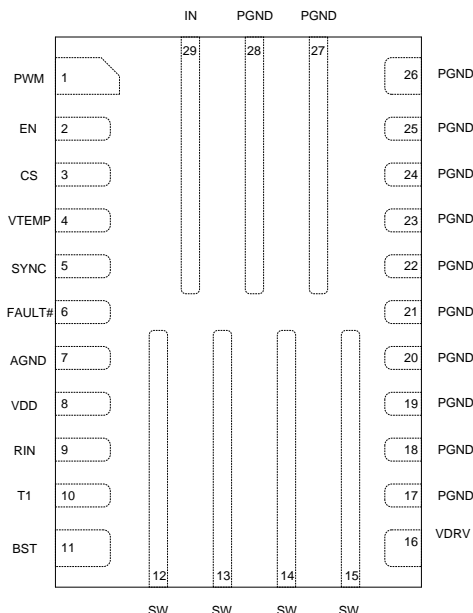 IN PGND PGND
29 28 27
PWM 1 26 PGND
EN 2 25 PGND
CS 3 24 PGND
VTEMP 4 23 PGND
SYNC 5 22 PGND
FAULT# 6 21 PGND
AGND 7 20 PGND
VDD 8 19 PGND
RIN 9 18 PGND
T1 10 17 PGND
BST 11 16 VDRV
12 13 14 15
SW SW SW SW